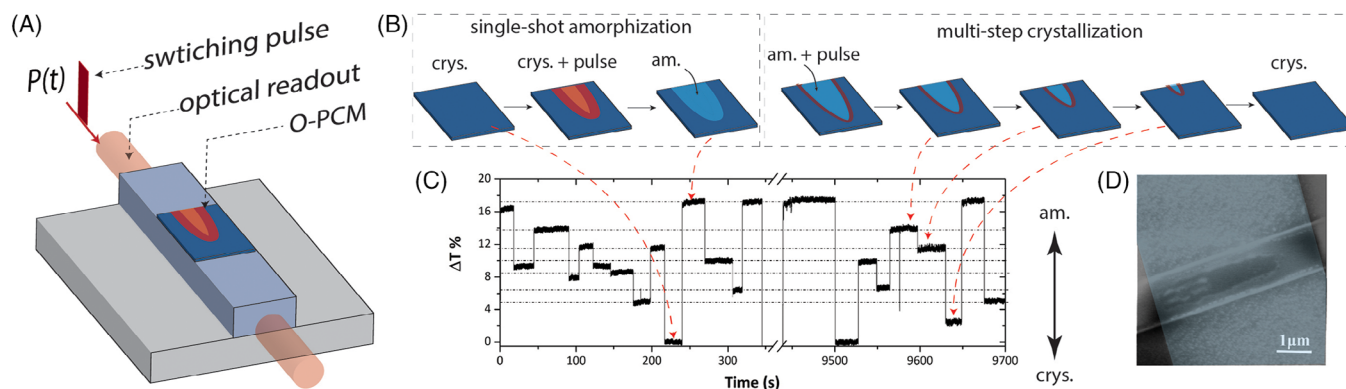 (A)
swtiching pulse
P(t)
optical readout
O-PCM
(B)
single-shot amorphization
multi-step crystallization
crys.
crys. + pulse
am.
am. + pulse
crys.
(C)
20
16
12
8
4
0
ΔT %
0
100
200
300
9500
9600
9700
Time (s)
am.
crys.
(D)
1μm